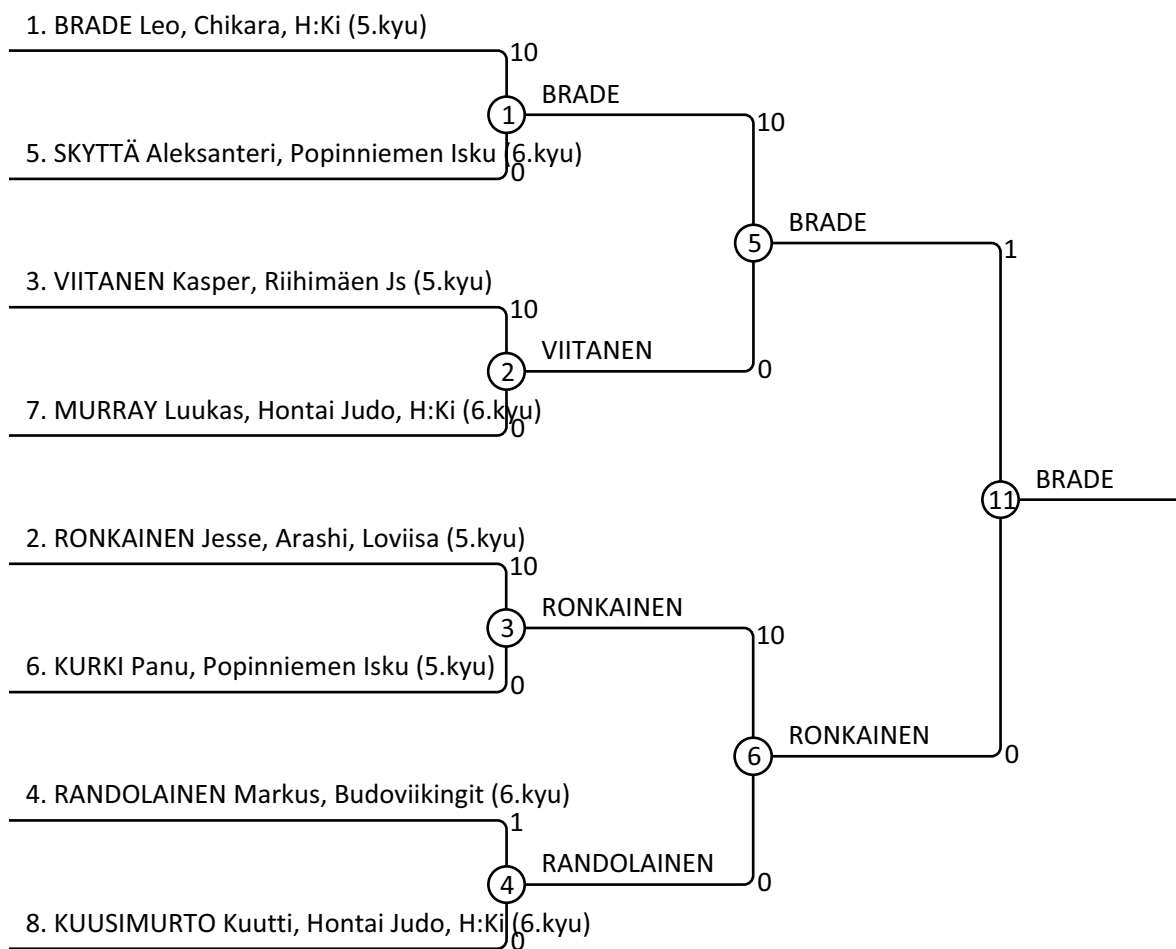 1. BRADE Leo, Chikara, H:Ki (5.kyu)
10
1
BRADE
5. SKYTTÄ Aleksanteri, Popinniemen Isku (6.kyu)
0
10
5
BRADE
1
3. VIITANEN Kasper, Riihimäen Js (5.kyu)
10
2
VIITANEN
0
7. MURRAY Luukas, Hontai Judo, H:Ki (6.kyu)
0
11
BRADE
2. RONKAINEN Jesse, Arashi, Loviisa (5.kyu)
10
3
RONKAINEN
10
6. KURKI Panu, Popinniemen Isku (5.kyu)
0
6
RONKAINEN
0
4. RANDOLAINEN Markus, Budoviikingit (6.kyu)
1
4
RANDOLAINEN
0
8. KUUSIMURTO Kuutti, Hontai Judo, H:Ki (6.kyu)
0